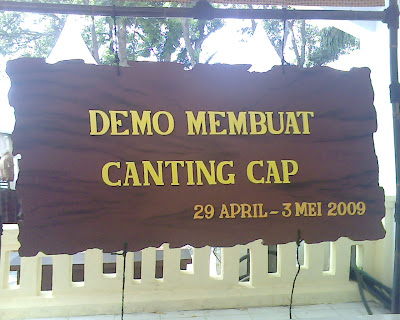 DEMO MEMBUAT
CANTING CAP
29 APRIL - 3 MEI 2009